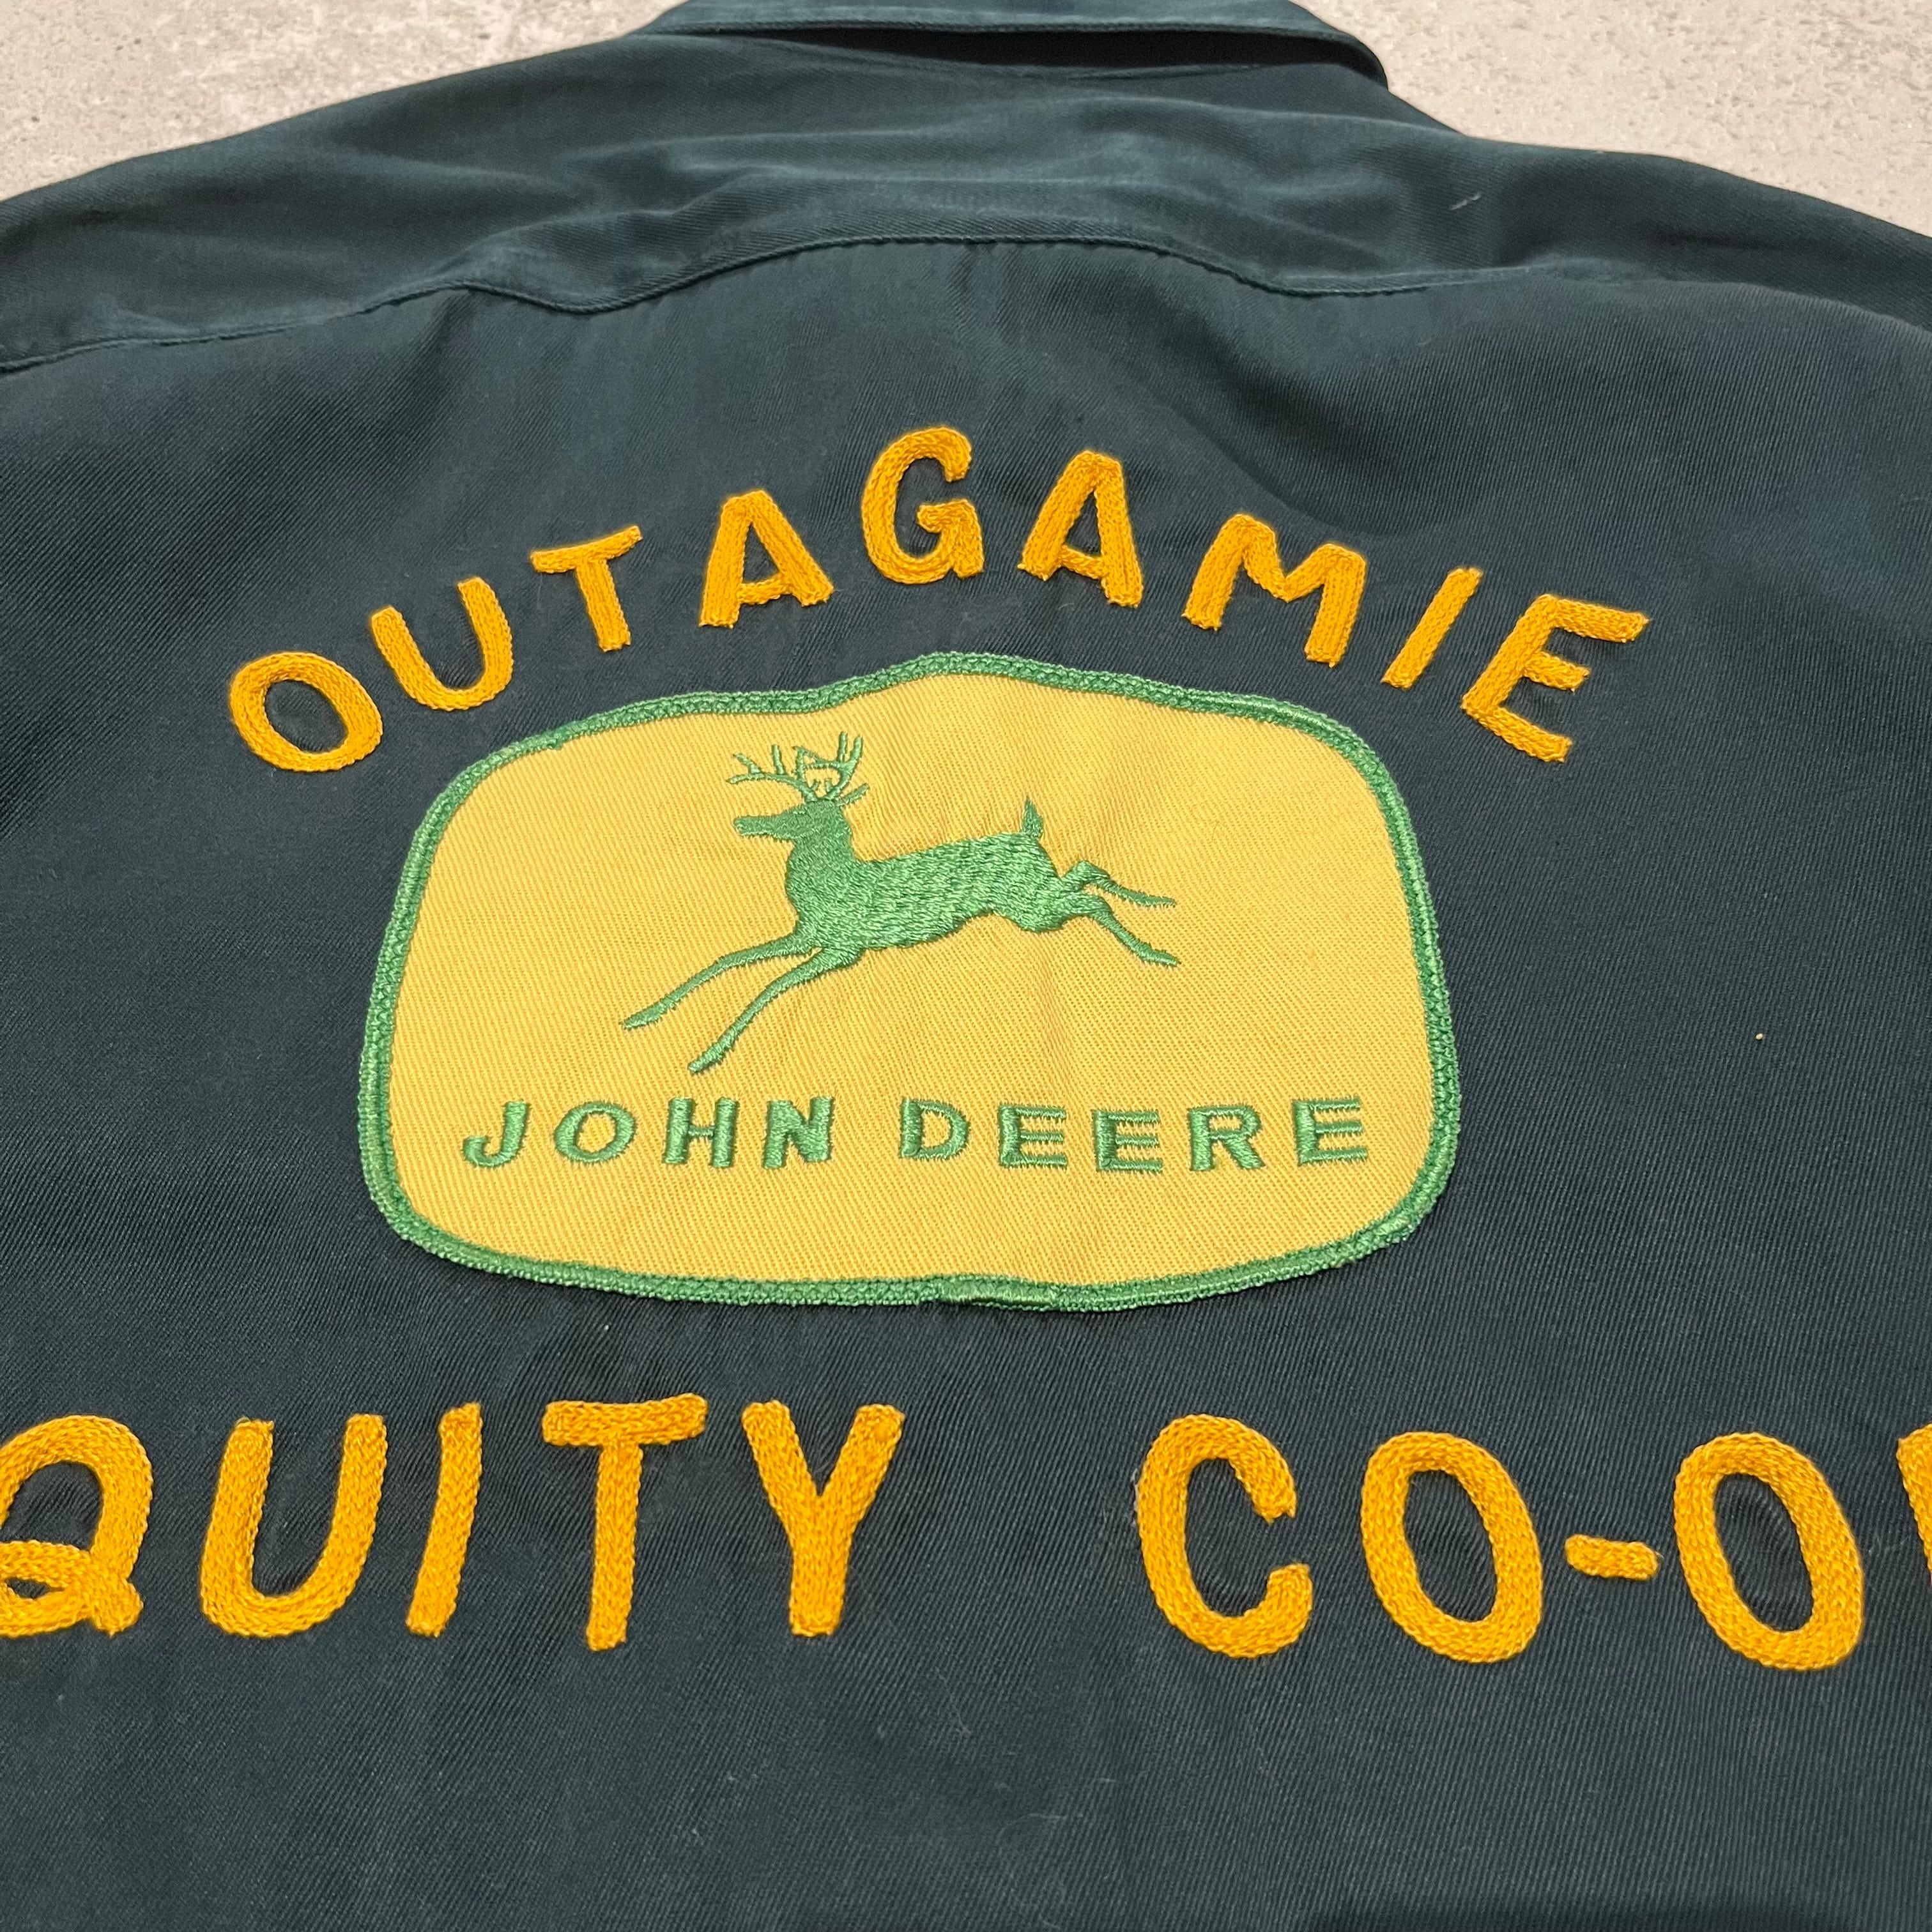 OUTAGAMIE
JOHN DEERE
QUITY CO-O